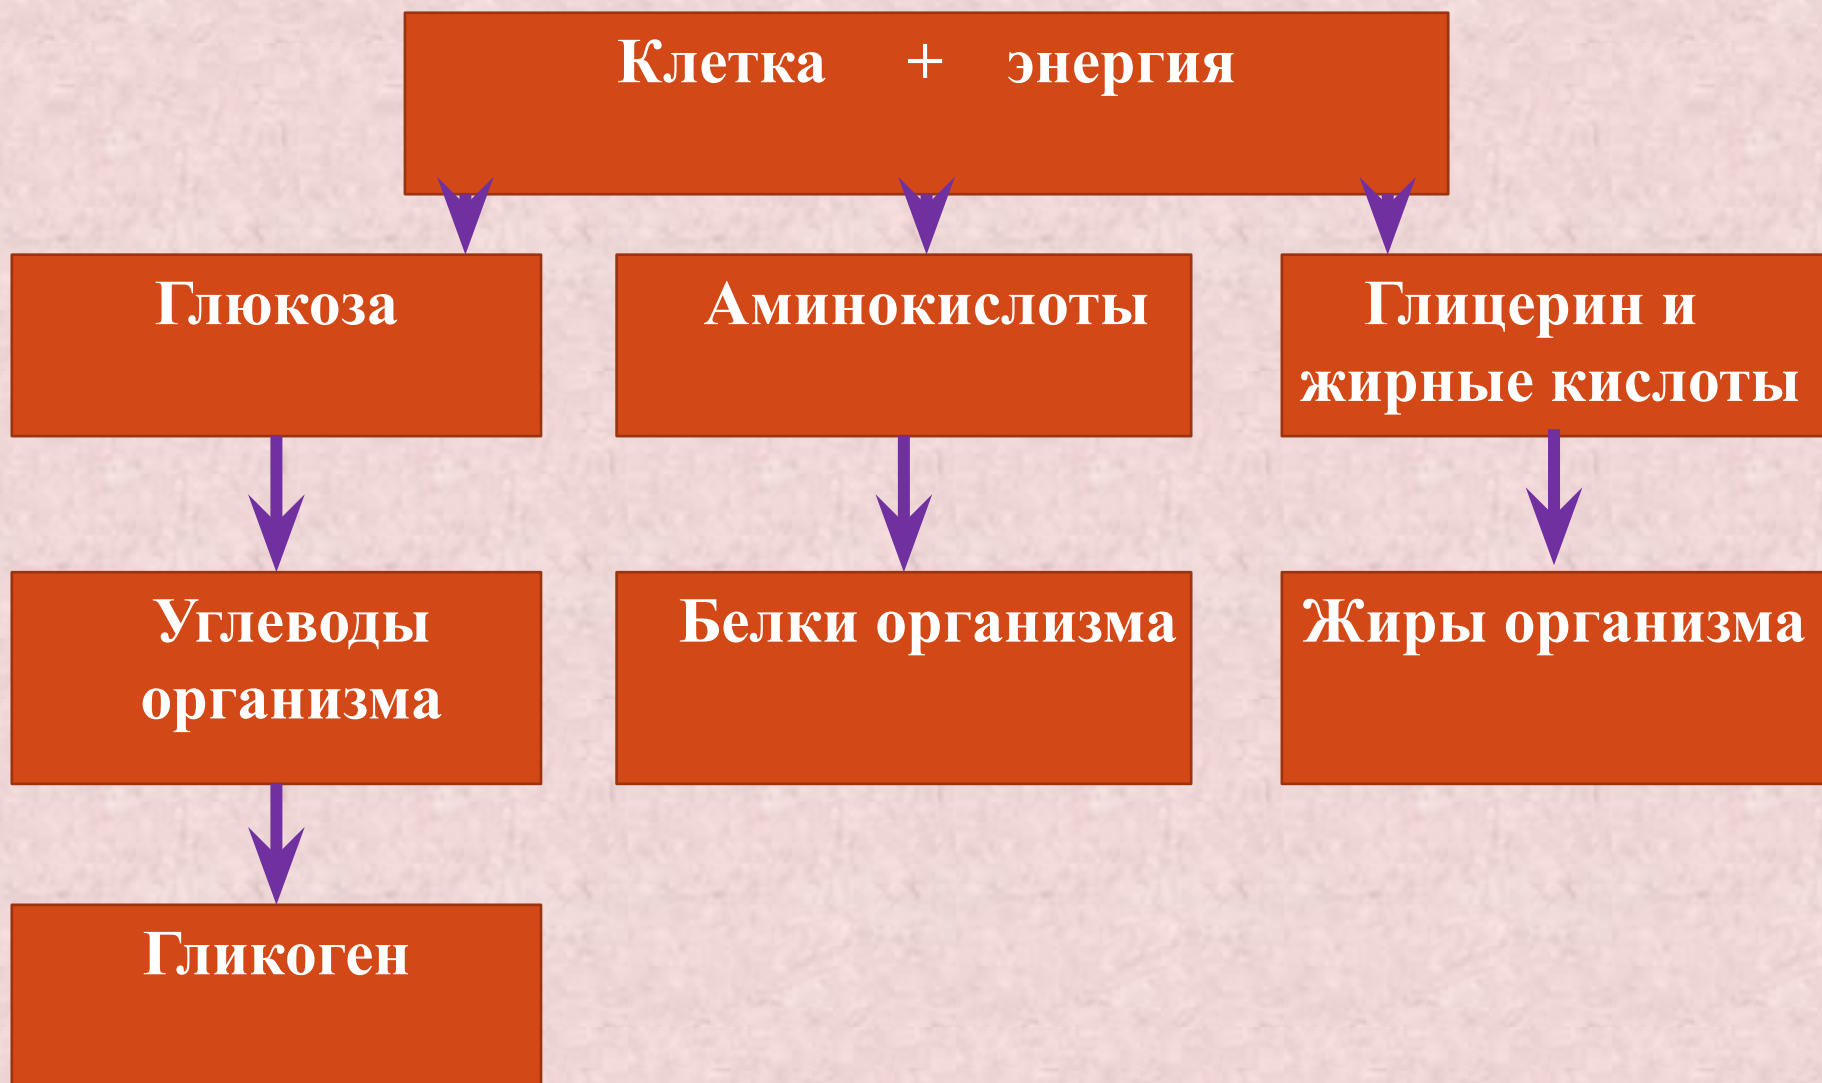 Клетка + энергия
Глюкоза
Аминокислоты
Глицерин и
жирные кислоты
Углеводы
организма
Белки организма
Жиры организма
Гликоген